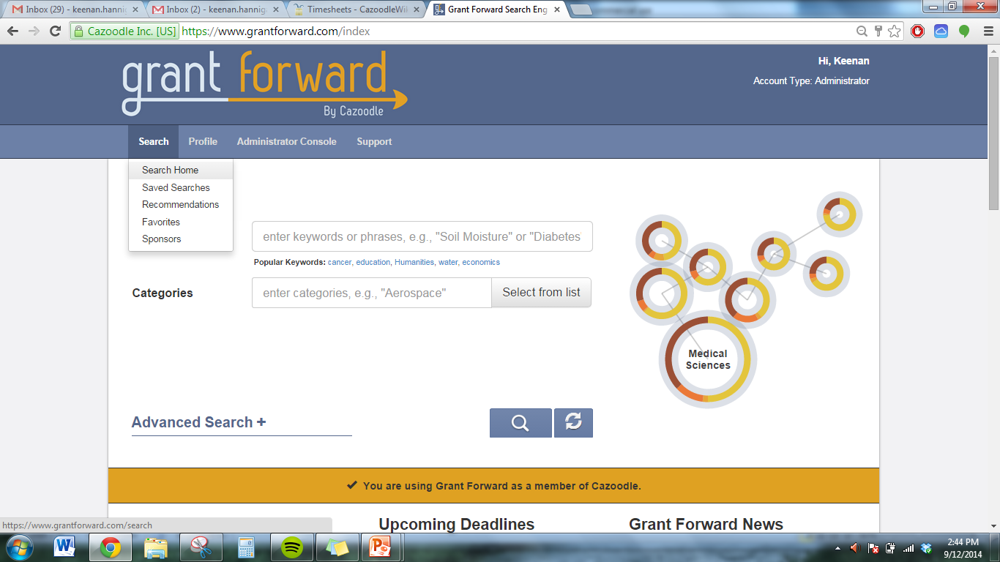 Inbox (29) - keenan.hannig
Inbox (2) - keenan.hanniga
Timesheets - CazoodleWik
Grant Forward Search Eng
Cazoodle Inc. [US]
https://www.grantforward.com/index
grant forward
By Cazoodle
Hi, Keenan
Account Type: Administrator
Search
Profile
Administrator Console
Support
Search Home
Saved Searches
Recommendations
Favorites
Sponsors
enter keywords or phrases, e.g., "Soil Moisture" or "Diabetes"
Popular Keywords: cancer, education, Humanities, water, economics
Categories
enter categories, e.g., "Aerospace"
Select from list
Medical
Sciences
Advanced Search +
You are using Grant Forward as a member of Cazoodle.
https://www.grantforward.com/search
Upcoming Deadlines
Grant Forward News
2:44 PM
9/12/2014